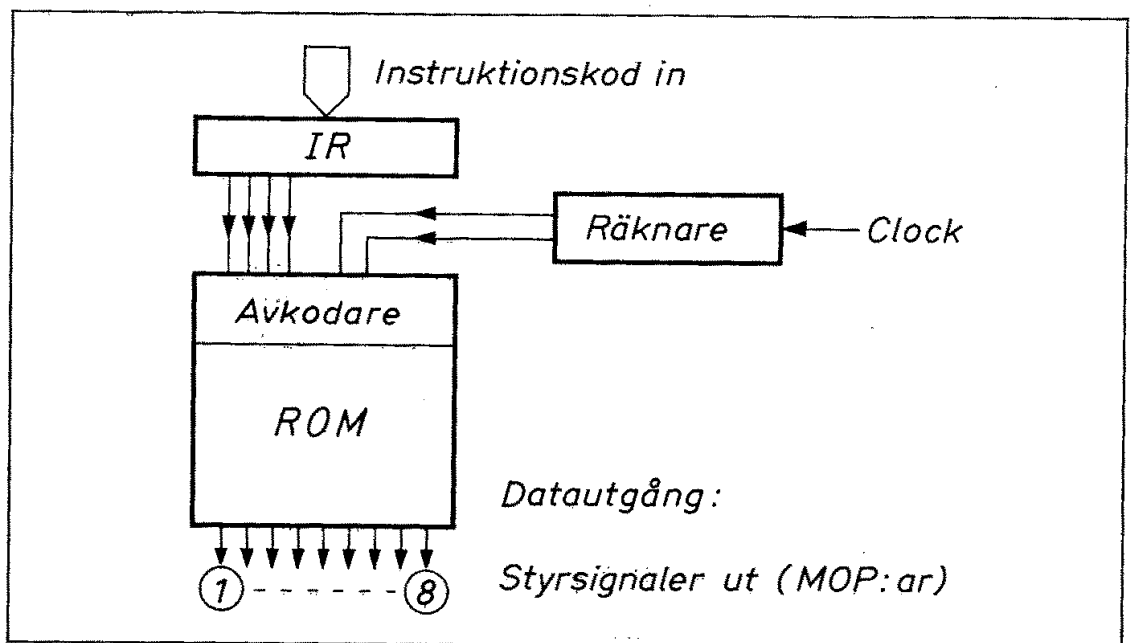 Instruktionskod in
IR
Räknare
Clock
Avkodare
ROM
Datautgång:
Styrsignaler ut (MOP:ar)
1 - - - - - - 8